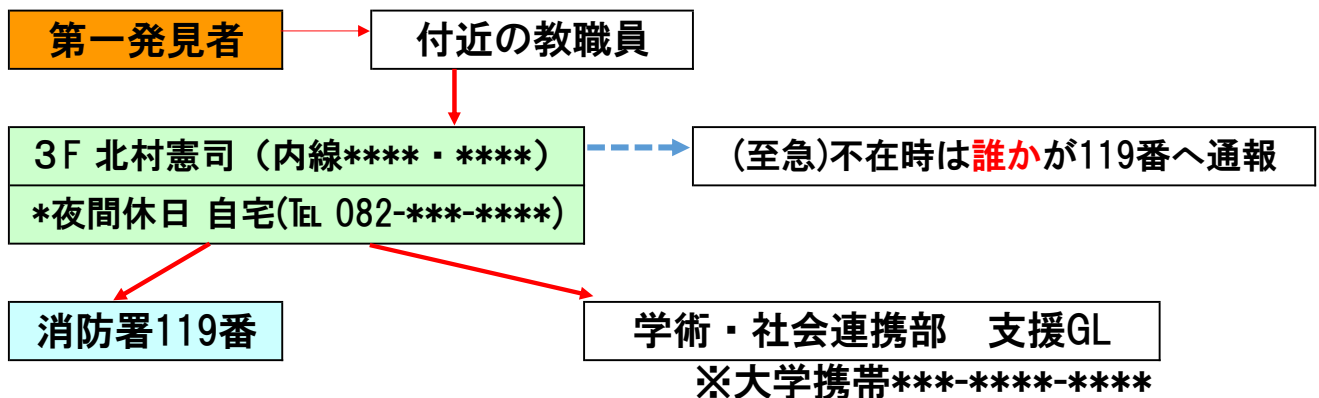 第一発見者
付近の教職員
3F 北村憲司（内線****・****）
(至急)不在時は誰かが119番へ通報
*夜間休日 自宅(℡ 082-***-****)
消防署119番
学術・社会連携部　支援GL
※大学携帯***-****-****